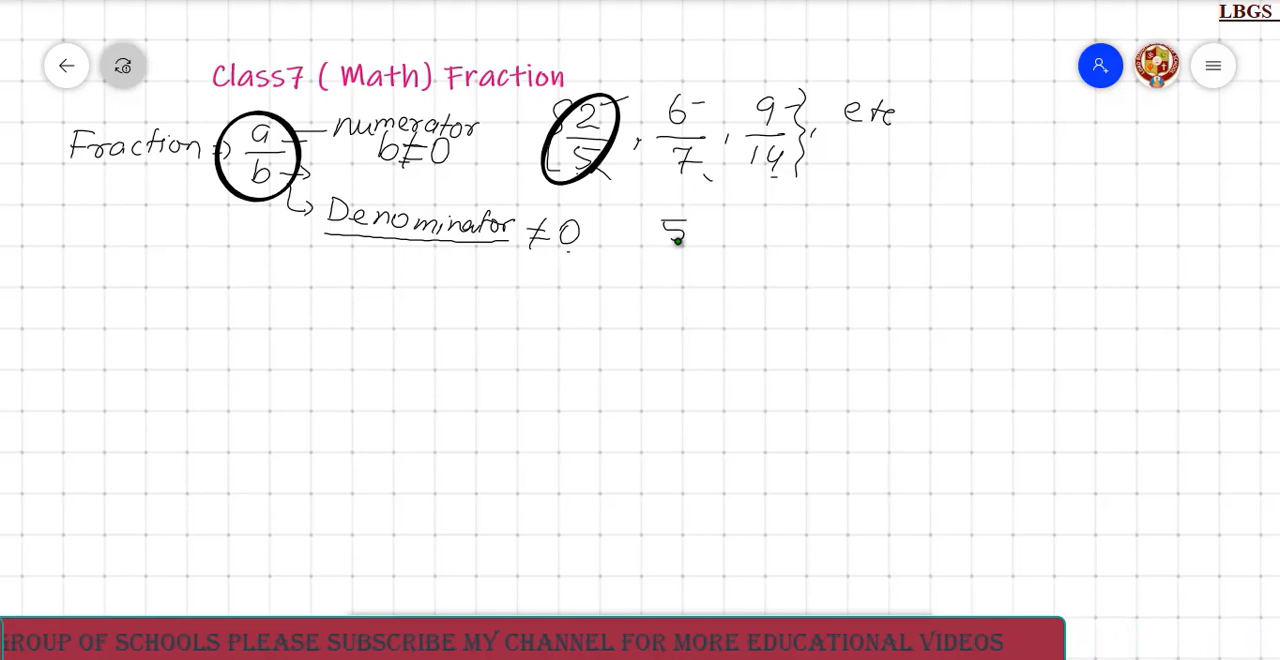 LBGS
Class7 ( Math) Fraction
Fraction → a/b numerator b≠0
{2/5, 6/7, 9/14}, etc
Denominator ≠ 0 5
GROUP OF SCHOOLS PLEASE SUBSCRIBE MY CHANNEL FOR MORE EDUCATIONAL VIDEOS